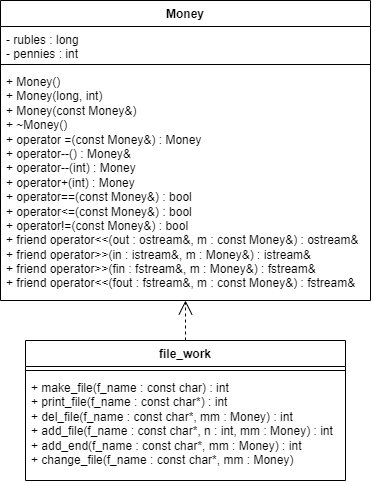 Money
- rubles : long
- pennies : int
+ Money()
+ Money(long, int)
+ Money(const Money&)
+ ~Money()
+ operator =(const Money&) : Money
+ operator--() : Money&
+ operator--(int) : Money
+ operator+(int) : Money
+ operator==(const Money&) : bool
+ operator<=(const Money&) : bool
+ operator!=(const Money&) : bool
+ friend operator<<(out : ostream&, m : const Money&) : ostream&
+ friend operator>>(in : istream&, m : Money&) : istream&
+ friend operator>>(fin : fstream&, m : Money&) : fstream&
+ friend operator<<(fout : fstream&, m : const Money&) : fstream&
file_work
+ make_file(f_name : const char) : int
+ print_file(f_name : const char*) : int
+ del_file(f_name : const char*, mm : Money) : int
+ add_file(f_name : const char*, n : int, mm : Money) : int
+ add_end(f_name : const char*, mm : Money) : int
+ change_file(f_name : const char*, mm : Money)